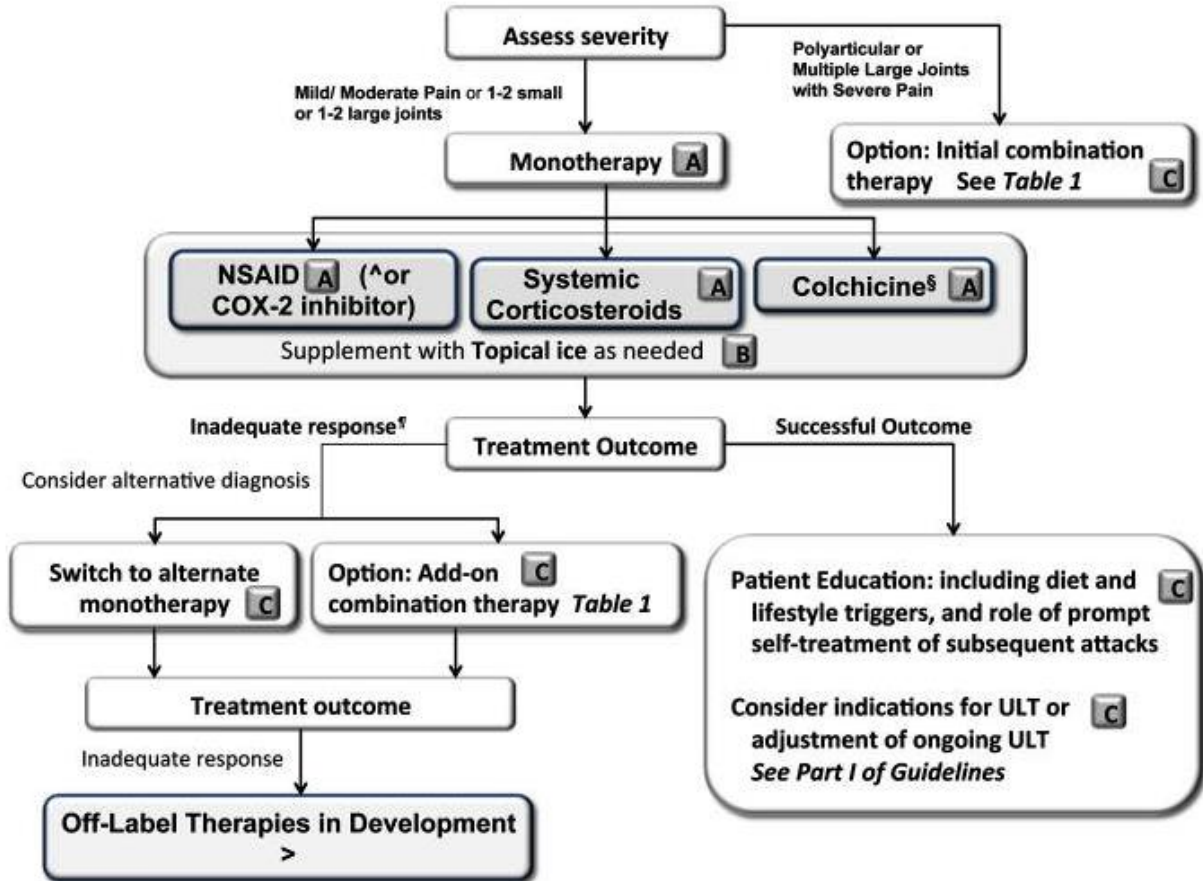 Assess severity
Polyarticular or
Multiple Large Joints
with Severe Pain
Mild/ Moderate Pain or 1-2 small
or 1-2 large joints
Monotherapy A
Option: Initial combination
therapy See Table 1 C
NSAID A (^or
COX-2 inhibitor)
Systemic
Corticosteroids A
Colchicine§ A
Supplement with Topical ice as needed B
Inadequate response¶
Treatment Outcome
Successful Outcome
Consider alternative diagnosis
Switch to alternate
monotherapy C
Option: Add-on C
combination therapy Table 1
Patient Education: including diet and C
lifestyle triggers, and role of prompt
self-treatment of subsequent attacks
Consider indications for ULT or C
adjustment of ongoing ULT
See Part I of Guidelines
Treatment outcome
Inadequate response
Off-Label Therapies in Development
>